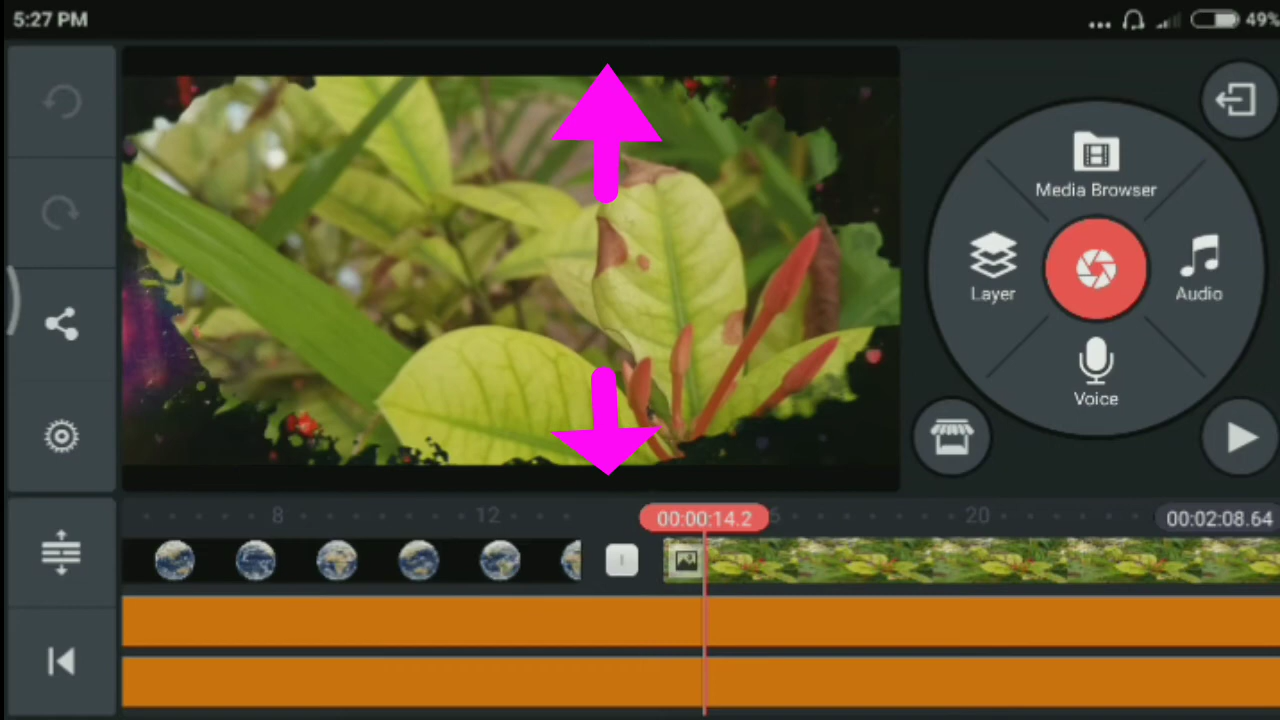 5:27 PM
49%
Media Browser
Layer
Audio
Voice
8
12
00:00:14.2
20
00:02:08.64